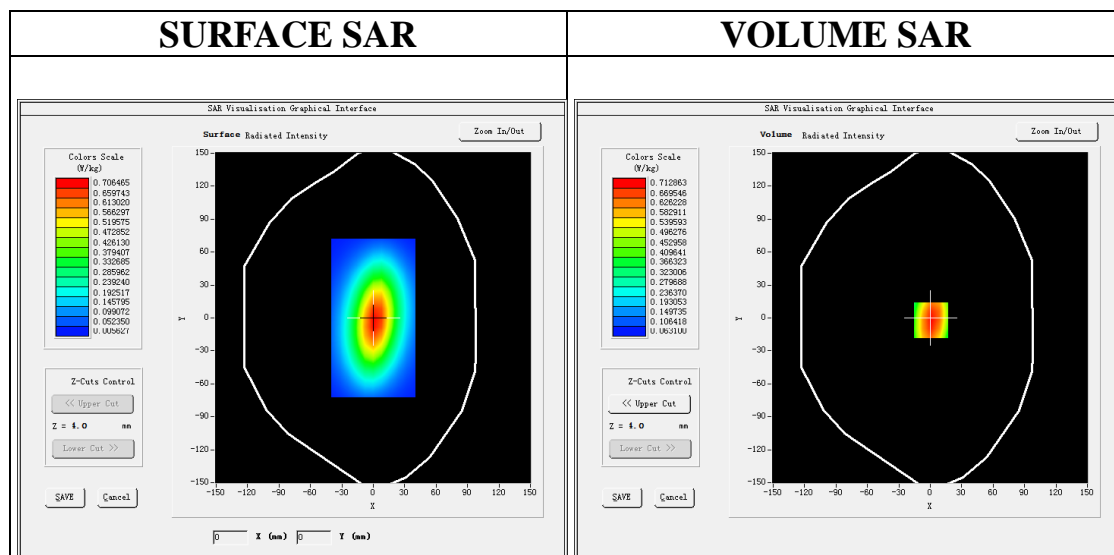 SURFACE SAR
VOLUME SAR
SAR Visualisation Graphical Interface
Surface Radiated Intensity
Zoom In/Out
Colors Scale
(W/kg)
0.706465
0.659743
0.613020
0.566297
0.519575
0.472852
0.426130
0.379407
0.332685
0.285962
0.239240
0.192517
0.145795
0.099072
0.052350
0.005627
150
120
90
60
30
0
-30
-60
-90
-120
-150
Y
-150 -120 -90 -60 -30 0 30 60 90 120 150
X
Z-Cuts Control
<< Upper Cut
Z = 4.0 mm
Lower Cut >>
SAVE Cancel
0 X (mm) 0 Y (mm)
SAR Visualisation Graphical Interface
Volume Radiated Intensity
Zoom In/Out
Colors Scale
(W/kg)
0.712863
0.669546
0.626228
0.582911
0.539593
0.496276
0.452958
0.409641
0.366323
0.323006
0.279688
0.236370
0.193053
0.149735
0.106418
0.063100
150
120
90
60
30
0
-30
-60
-90
-120
-150
Y
-150 -120 -90 -60 -30 0 30 60 90 120 150
X
Z-Cuts Control
<< Upper Cut
Z = 4.0 mm
Lower Cut >>
SAVE Cancel